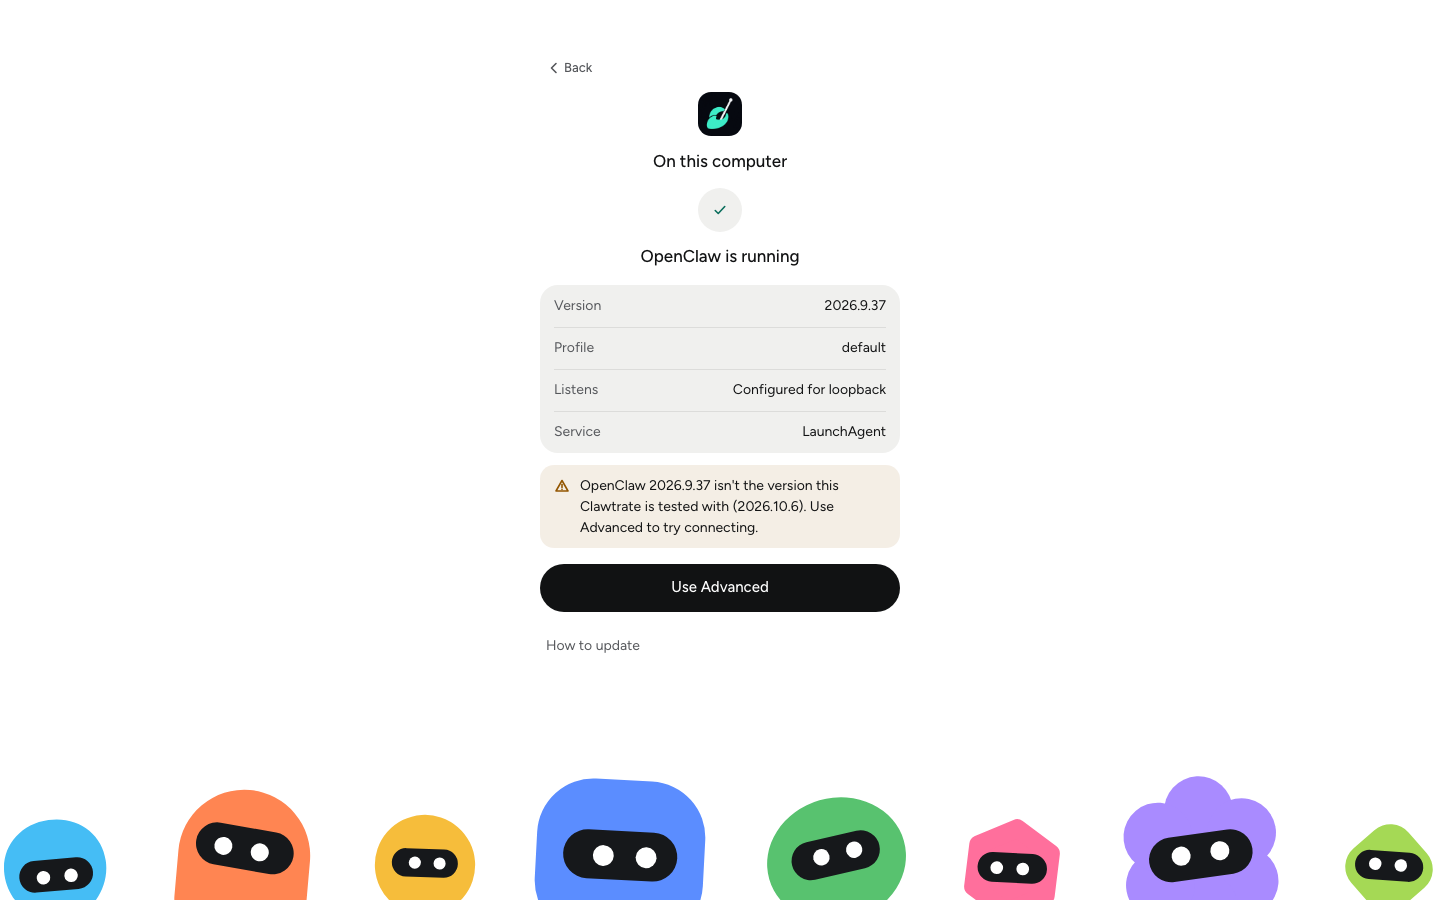 Back
On this computer
OpenClaw is running
Version 2026.9.37
Profile default
Listens Configured for loopback
Service LaunchAgent
OpenClaw 2026.9.37 isn't the version this
Clawtrate is tested with (2026.10.6). Use
Advanced to try connecting.
Use Advanced
How to update